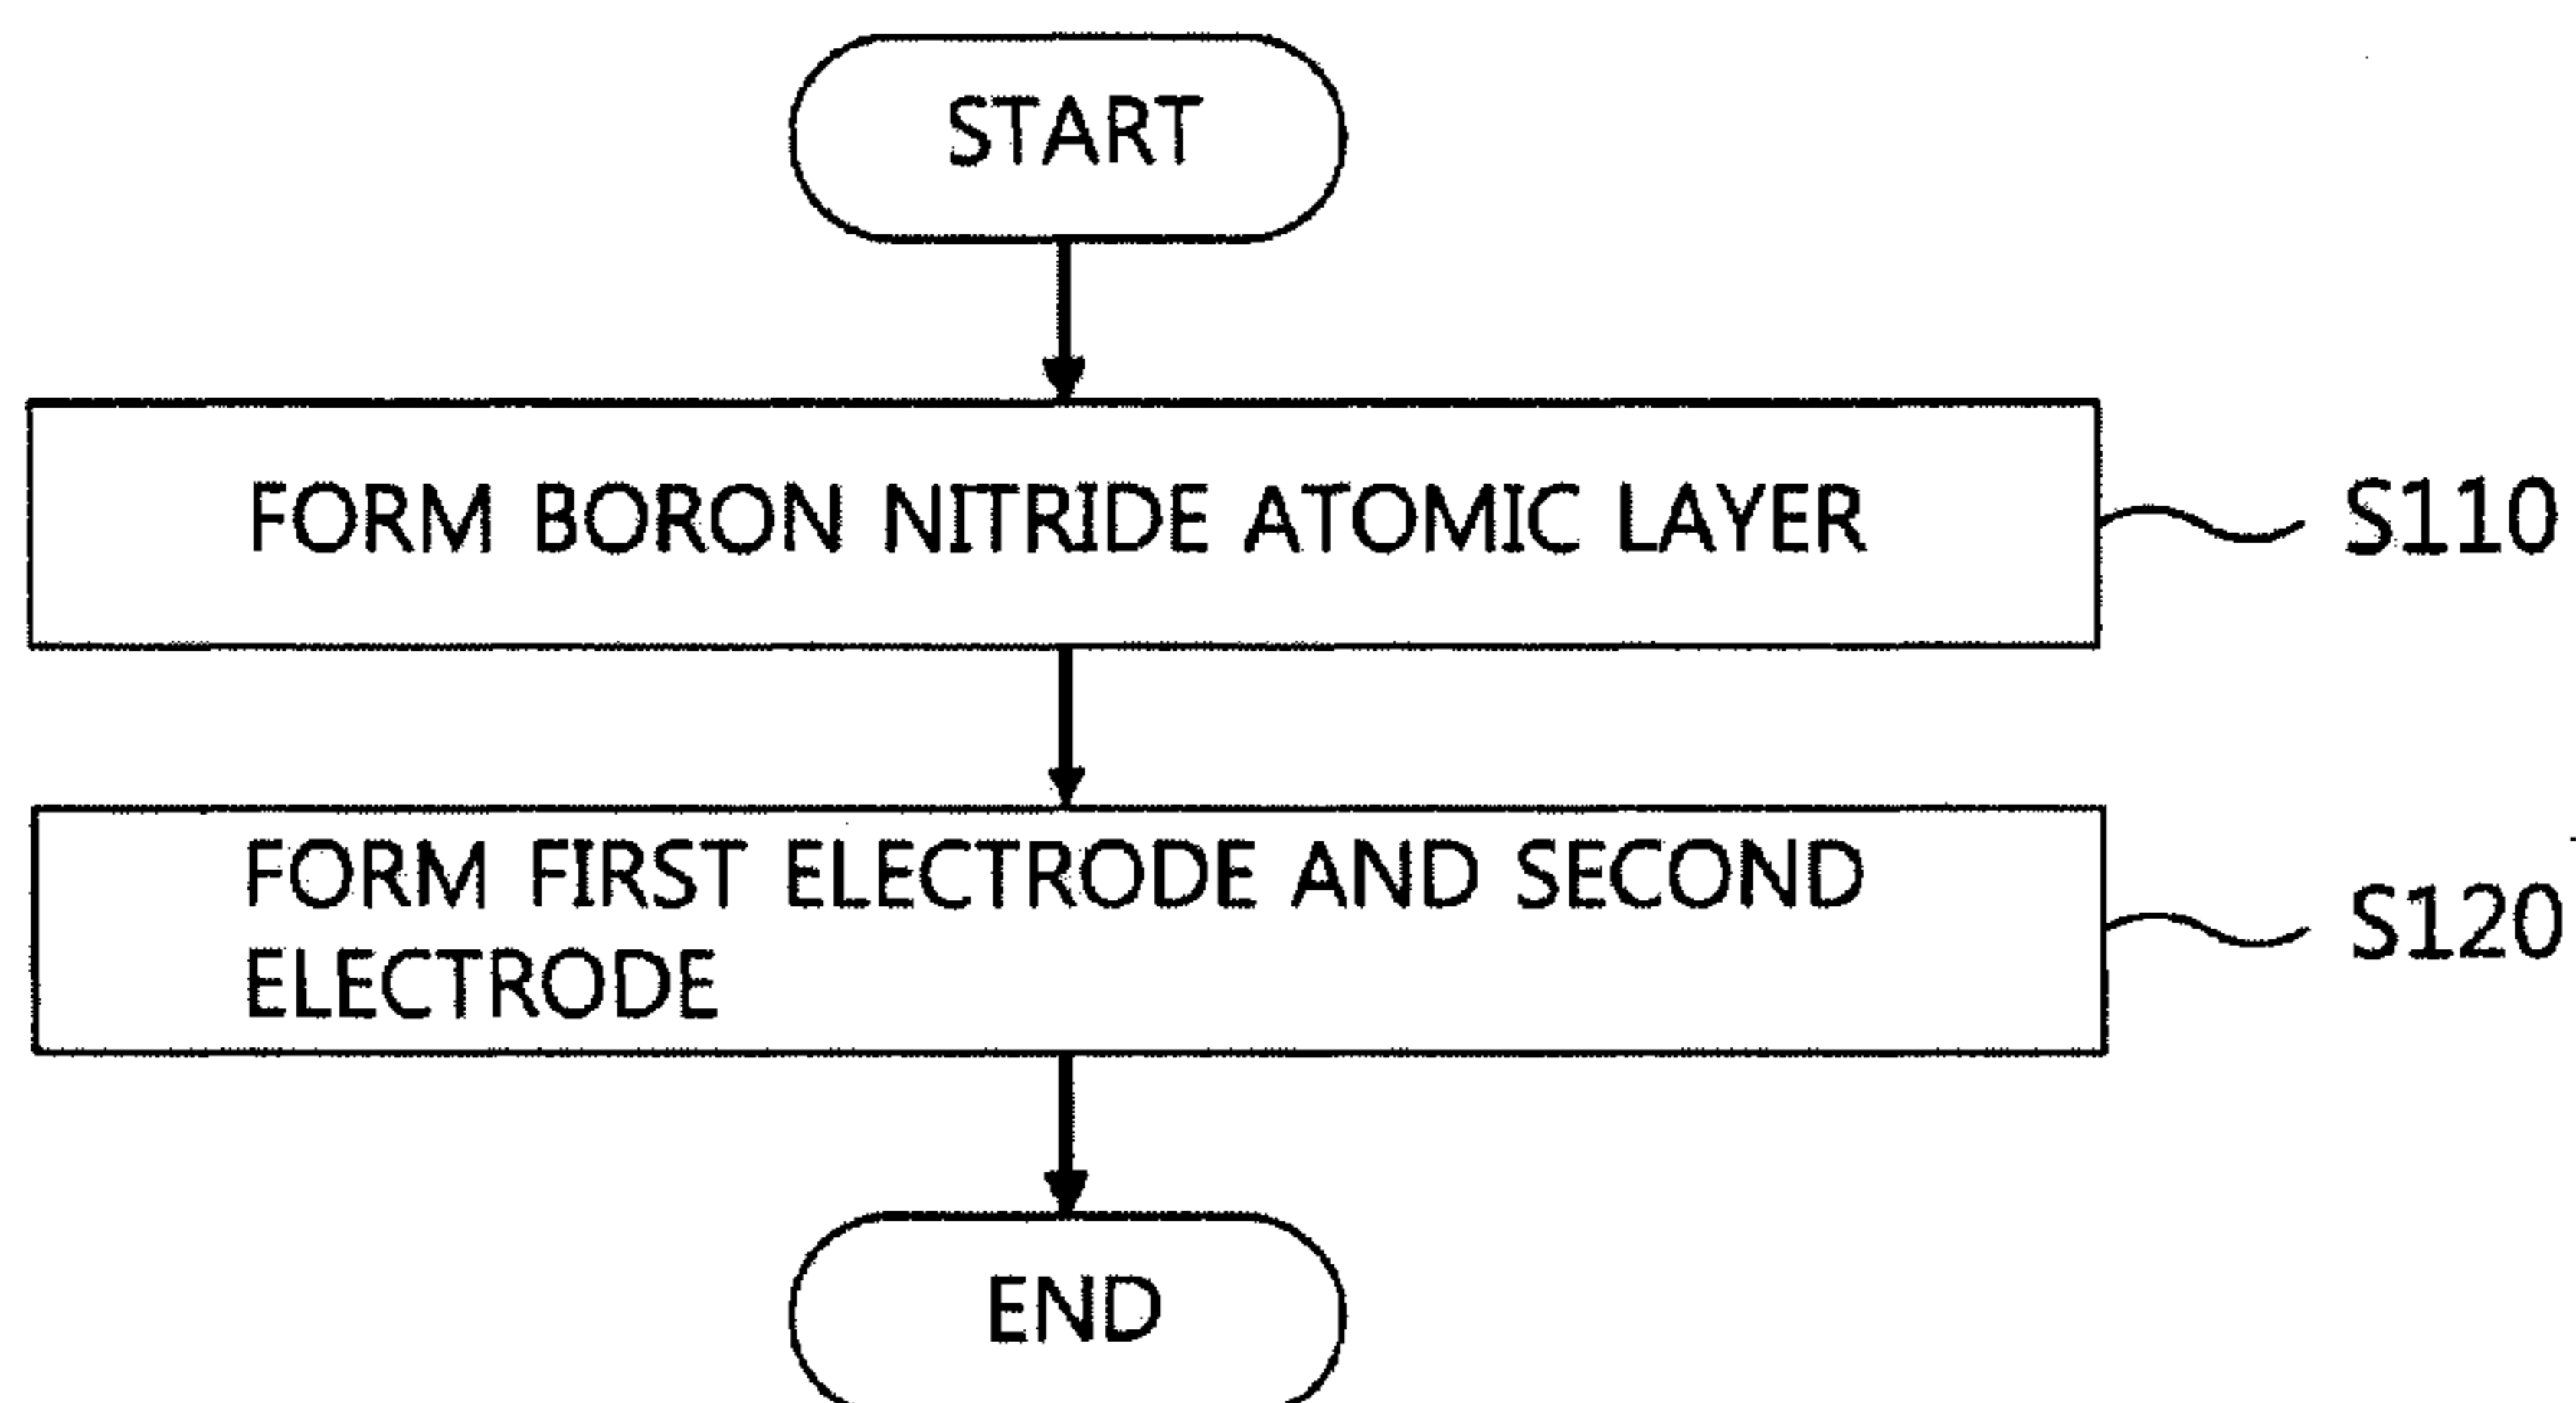 START
FORM BORON NITRIDE ATOMIC LAYER
S110
FORM FIRST ELECTRODE AND SECOND
ELECTRODE
S120
END